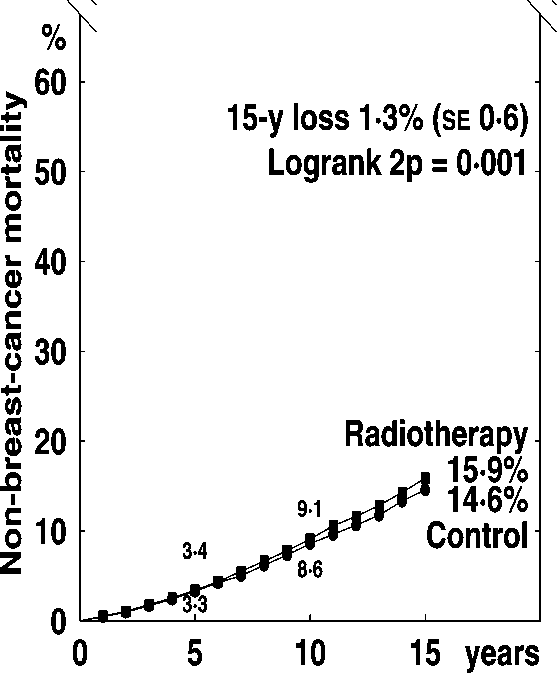 %
60
50
40
30
20
10
0
Non-breast-cancer mortality
15-y loss 1·3% (SE 0·6)
Logrank 2p = 0·001
Radiotherapy
15·9%
14·6%
Control
9·1
8·6
3·4
3·3
0 5 10 15 years